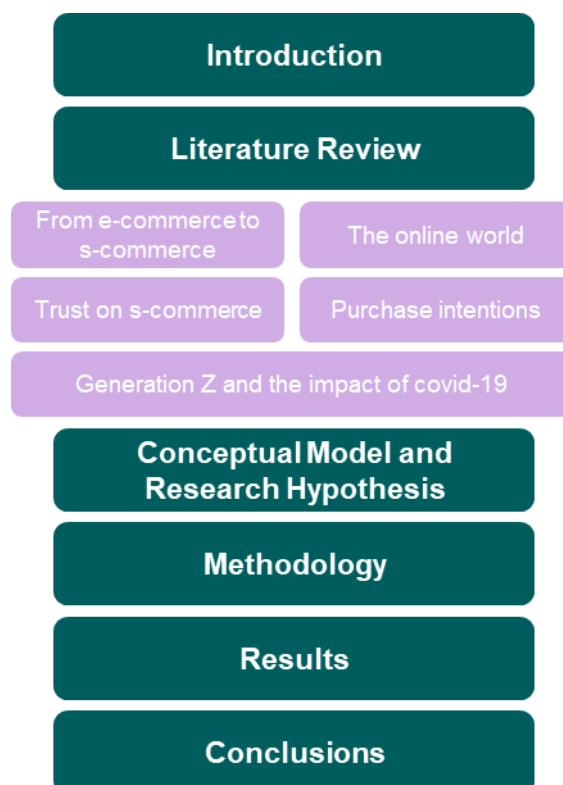 Introduction
Literature Review
From e-commerce to
s-commerce
The online world
Trust on s-commerce
Purchase intentions
Generation Z and the impact of covid-19
Conceptual Model and
Research Hypothesis
Methodology
Results
Conclusions